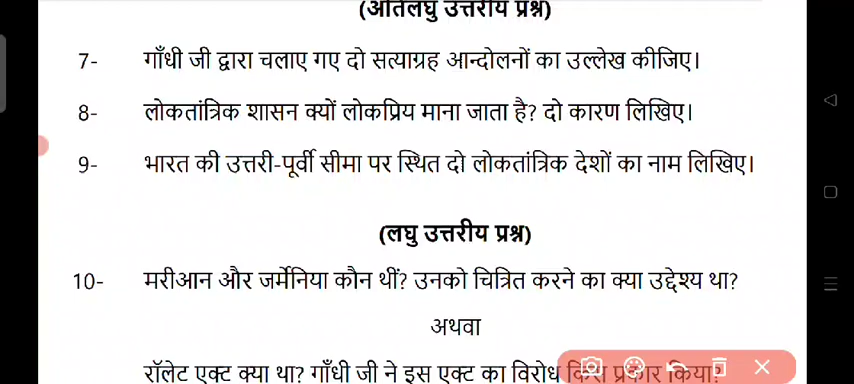 (अतिलघु उत्तरीय प्रश्न)
7- गाँधी जी द्वारा चलाए गए दो सत्याग्रह आन्दोलनों का उल्लेख कीजिए।
8- लोकतांत्रिक शासन क्यों लोकप्रिय माना जाता है? दो कारण लिखिए।
9- भारत की उत्तरी-पूर्वी सीमा पर स्थित दो लोकतांत्रिक देशों का नाम लिखिए।
(लघु उत्तरीय प्रश्न)
10- मरीआन और जर्मेनिया कौन थीं? उनको चित्रित करने का क्या उद्देश्य था?
अथवा
रॉलेट एक्ट क्या था? गाँधी जी ने इस एक्ट का विरोध किस प्रकार किया?